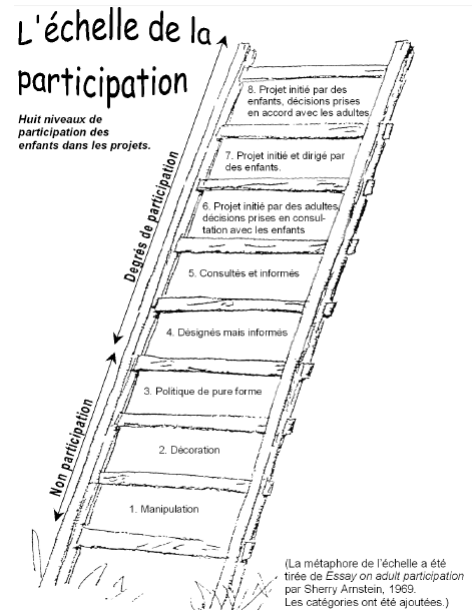 L'échelle de la
participation
Huit niveaux de
participation des
enfants dans les projets.
8. Projet initié par des
enfants, décisions prises
en accord avec les adultes
7. Projet initié et dirigé par
des enfants.
6. Projet initié par des adultes,
décisions prises en consul-
tation avec les enfants
5. Consultés et informés
4. Désignés mais informés
3. Politique de pure forme
2. Décoration
1. Manipulation
Degrés de participation
Non participation
(La métaphore de l'échelle a été
tirée de Essay on adult participation
par Sherry Arnstein, 1969.
Les catégories ont été ajoutées.)